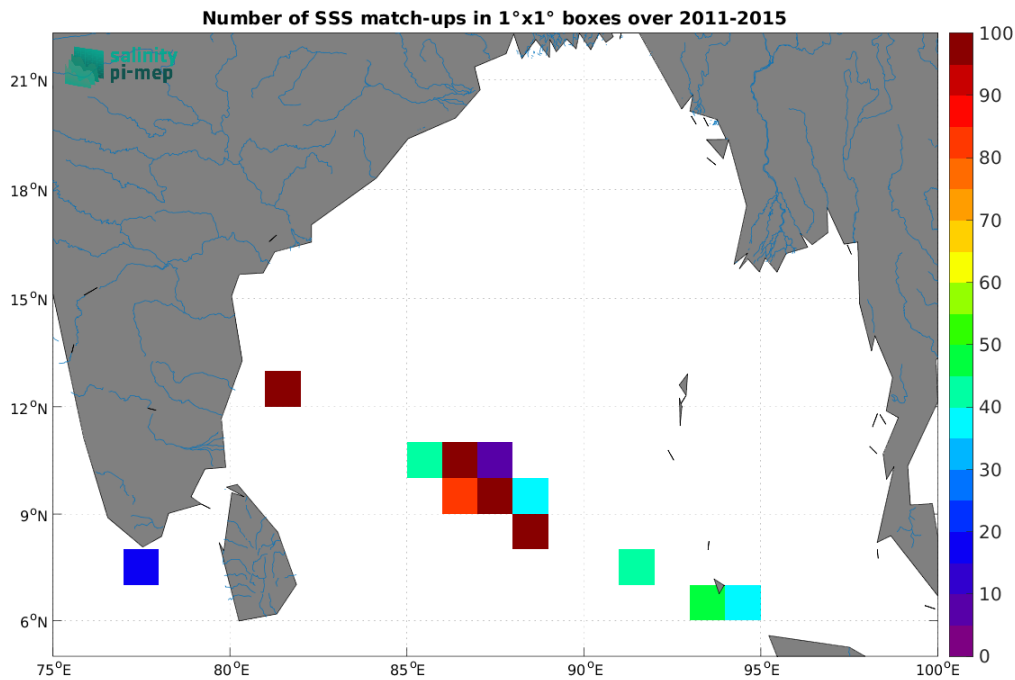 Number of SSS match-ups in 1°x1° boxes over 2011-2015
salinity
pi-mep
21°N
18°N
15°N
12°N
9°N
6°N
75°E 80°E 85°E 90°E 95°E 100°E
100
90
80
70
60
50
40
30
20
10
0